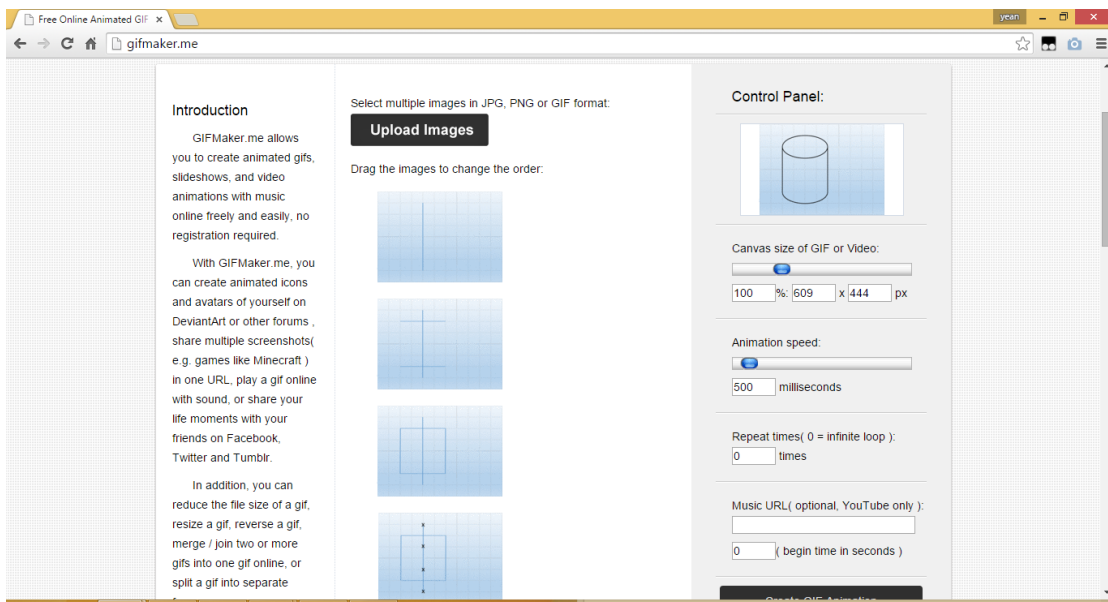 Free Online Animated GIF
yean
gifmaker.me
Introduction
GIFMaker.me allows
you to create animated gifs,
slideshows, and video
animations with music
online freely and easily, no
registration required.
With GIFMaker.me, you
can create animated icons
and avatars of yourself on
DeviantArt or other forums ,
share multiple screenshots(
e.g. games like Minecraft )
in one URL, play a gif online
with sound, or share your
life moments with your
friends on Facebook,
Twitter and Tumblr.
In addition, you can
reduce the file size of a gif,
resize a gif, reverse a gif,
merge / join two or more
gifs into one gif online, or
split a gif into separate
Select multiple images in JPG, PNG or GIF format:
Upload Images
Drag the images to change the order:
Control Panel:
Canvas size of GIF or Video:
100 %: 609 x 444 px
Animation speed:
500 milliseconds
Repeat times( 0 = infinite loop ):
0 times
Music URL( optional, YouTube only ):
0 ( begin time in seconds )
Create GIF Animation